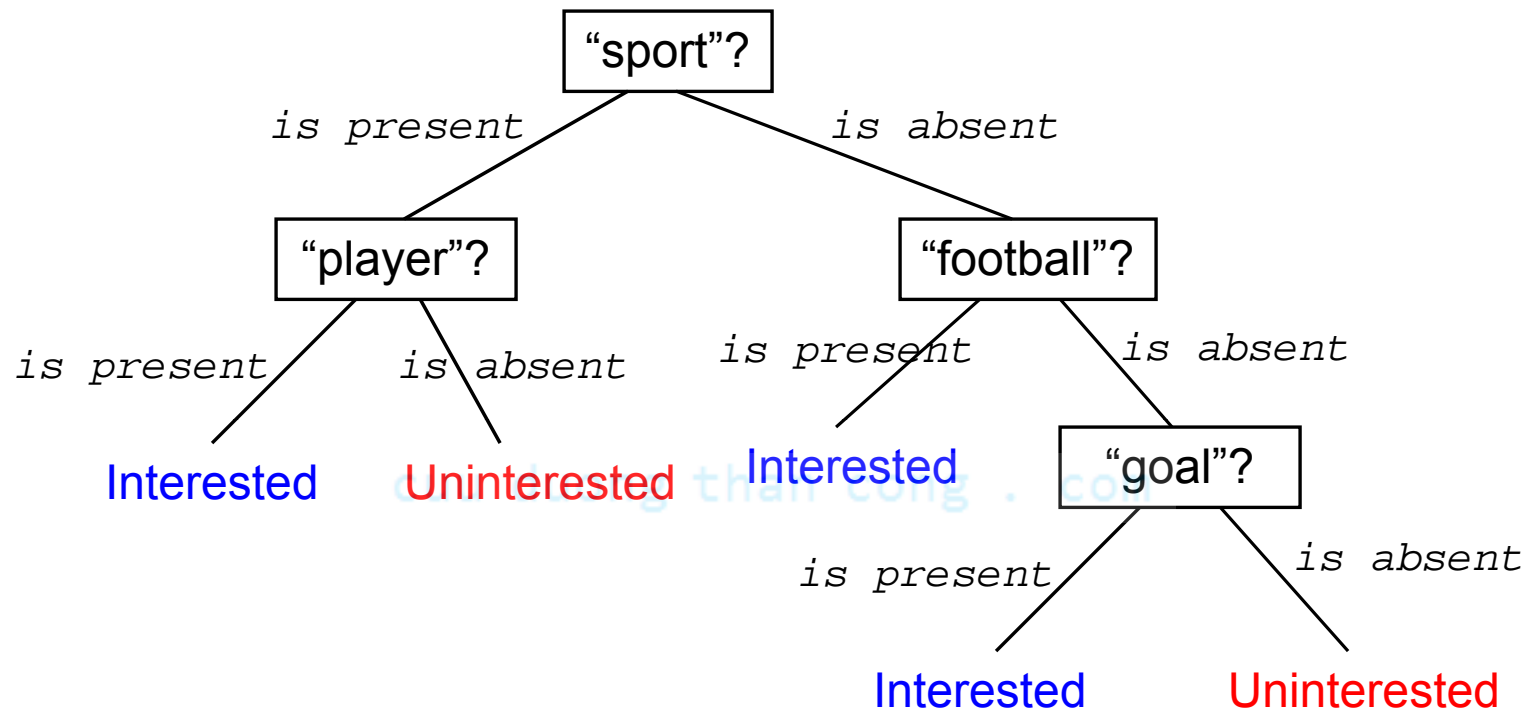 “sport”?
is present
is absent
“player”?
“football”?
is present
is absent
is present
is absent
Interested
Uninterested
Interested
“goal”?
is present
is absent
Interested
Uninterested